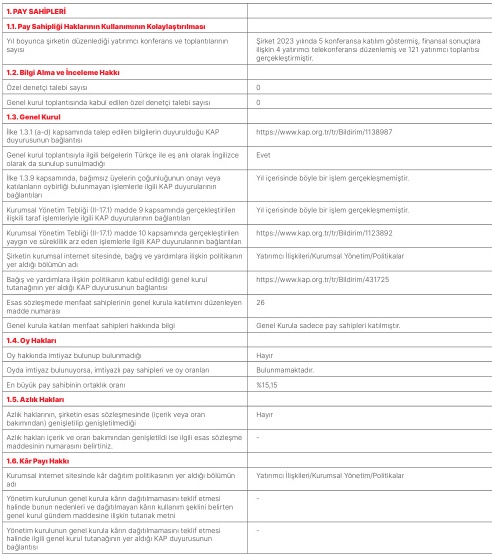 1. PAY SAHİPLERİ
1.1. Pay Sahipliği Haklarının Kullanımının Kolaylaştırılması
Yıl boyunca şirketin düzenlediği yatırımcı konferans ve toplantılarının
sayısı
Şirket 2023 yılında 5 konferansa katılım göstermiş, finansal sonuçlara
ilişkin 4 yatırımcı telekonferansı düzenlemiş ve 121 yatırımcı toplantısı
gerçekleştirmiştir.
1.2. Bilgi Alma ve İnceleme Hakkı
Özel denetçi talebi sayısı
0
Genel kurul toplantısında kabul edilen özel denetçi talebi sayısı
0
1.3. Genel Kurul
İlke 1.3.1 (a-d) kapsamında talep edilen bilgilerin duyurulduğu KAP
duyurusunun bağlantısı
https://www.kap.org.tr/tr/Bildirim/1138987
Genel kurul toplantısıyla ilgili belgelerin Türkçe ile eş anlı olarak İngilizce
olarak da sunulup sunulmadığı
Evet
İlke 1.3.9 kapsamında, bağımsız üyelerin çoğunluğunun onayı veya
katılanların oybirliği bulunmayan işlemlerle ilgili KAP duyurularının
bağlantıları
Yıl içerisinde böyle bir işlem gerçekleşmemiştir.
Kurumsal Yönetim Tebliği (II-17.1) madde 9 kapsamında gerçekleştirilen
ilişkili taraf işlemleriyle ilgili KAP duyurularının bağlantıları
Yıl içerisinde böyle bir işlem gerçekleşmemiştir.
Kurumsal Yönetim Tebliği (II-17.1) madde 10 kapsamında gerçekleştirilen
yaygın ve süreklilik arz eden işlemlerle ilgili KAP duyurularının bağlantıları
https://www.kap.org.tr/tr/Bildirim/1123892
Şirketin kurumsal internet sitesinde, bağış ve yardımlara ilişkin politikanın
yer aldığı bölümün adı
Yatırımcı İlişkileri/Kurumsal Yönetim/Politikalar
Bağış ve yardımlara ilişkin politikanın kabul edildiği genel kurul
tutanağının yer aldığı KAP duyurusunun bağlantısı
https://www.kap.org.tr/tr/Bildirim/431725
Esas sözleşmede menfaat sahiplerinin genel kurula katılımını düzenleyen
madde numarası
26
Genel kurula katılan menfaat sahipleri hakkında bilgi
Genel Kurula sadece pay sahipleri katılmıştır.
1.4. Oy Hakları
Oy hakkında imtiyaz bulunup bulunmadığı
Hayır
Oyda imtiyaz bulunuyorsa, imtiyazlı pay sahipleri ve oy oranları
Bulunmamaktadır.
En büyük pay sahibinin ortaklık oranı
%15,15
1.5. Azlık Hakları
Azlık haklarının, şirketin esas sözleşmesinde (içerik veya oran
bakımından) genişletilip genişletilmediği
Hayır
Azlık hakları içerik ve oran bakımından genişletildi ise ilgili esas sözleşme
maddesinin numarasını belirtiniz.
-
1.6. Kâr Payı Hakkı
Kurumsal internet sitesinde kâr dağıtım politikasının yer aldığı bölümün
adı
Yatırımcı İlişkileri/Kurumsal Yönetim/Politikalar
Yönetim kurulunun genel kurula kârın dağıtılmamasını teklif etmesi
halinde bunun nedenleri ve dağıtılmayan kârın kullanım şeklini belirten
genel kurul gündem maddesine ilişkin tutanak metni
-
Yönetim kurulunun genel kurula kârın dağıtılmamasını teklif etmesi
halinde ilgili genel kurul tutanağının yer aldığı KAP duyurusunun
bağlantısı
-